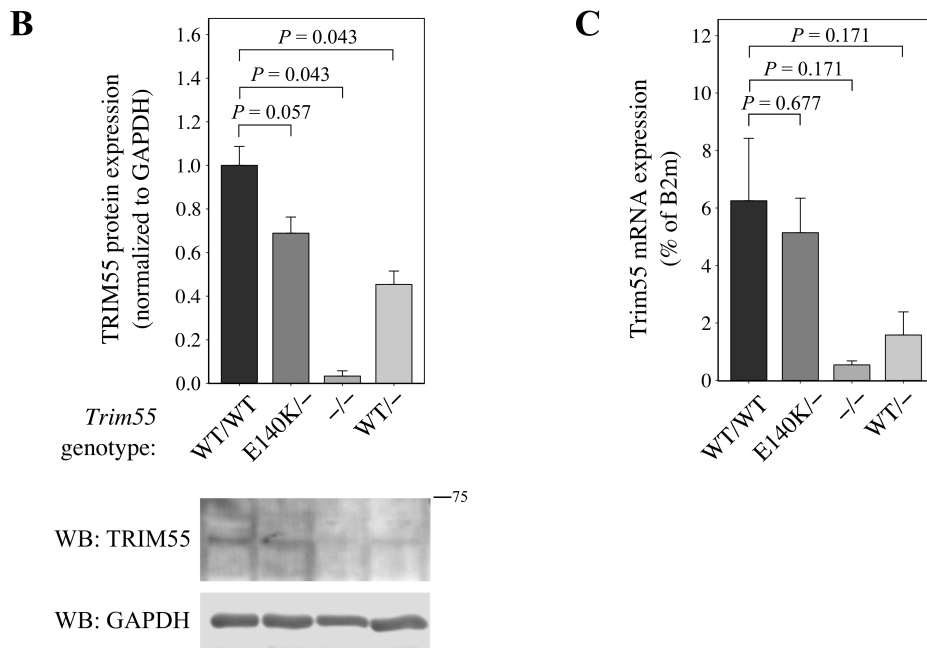 B
TRIM55 protein expression
(normalized to GAPDH)
1.6
1.4
1.2
1.0
0.8
0.6
0.4
0.2
0.0
P = 0.043
P = 0.043
P = 0.057
Trim55
genotype:
WT/WT
E140K/–
–/–
WT/–
75
WB: TRIM55
WB: GAPDH
C
Trim55 mRNA expression
(% of B2m)
12
10
8
6
4
2
0
P = 0.171
P = 0.171
P = 0.677
WT/WT
E140K/–
–/–
WT/–